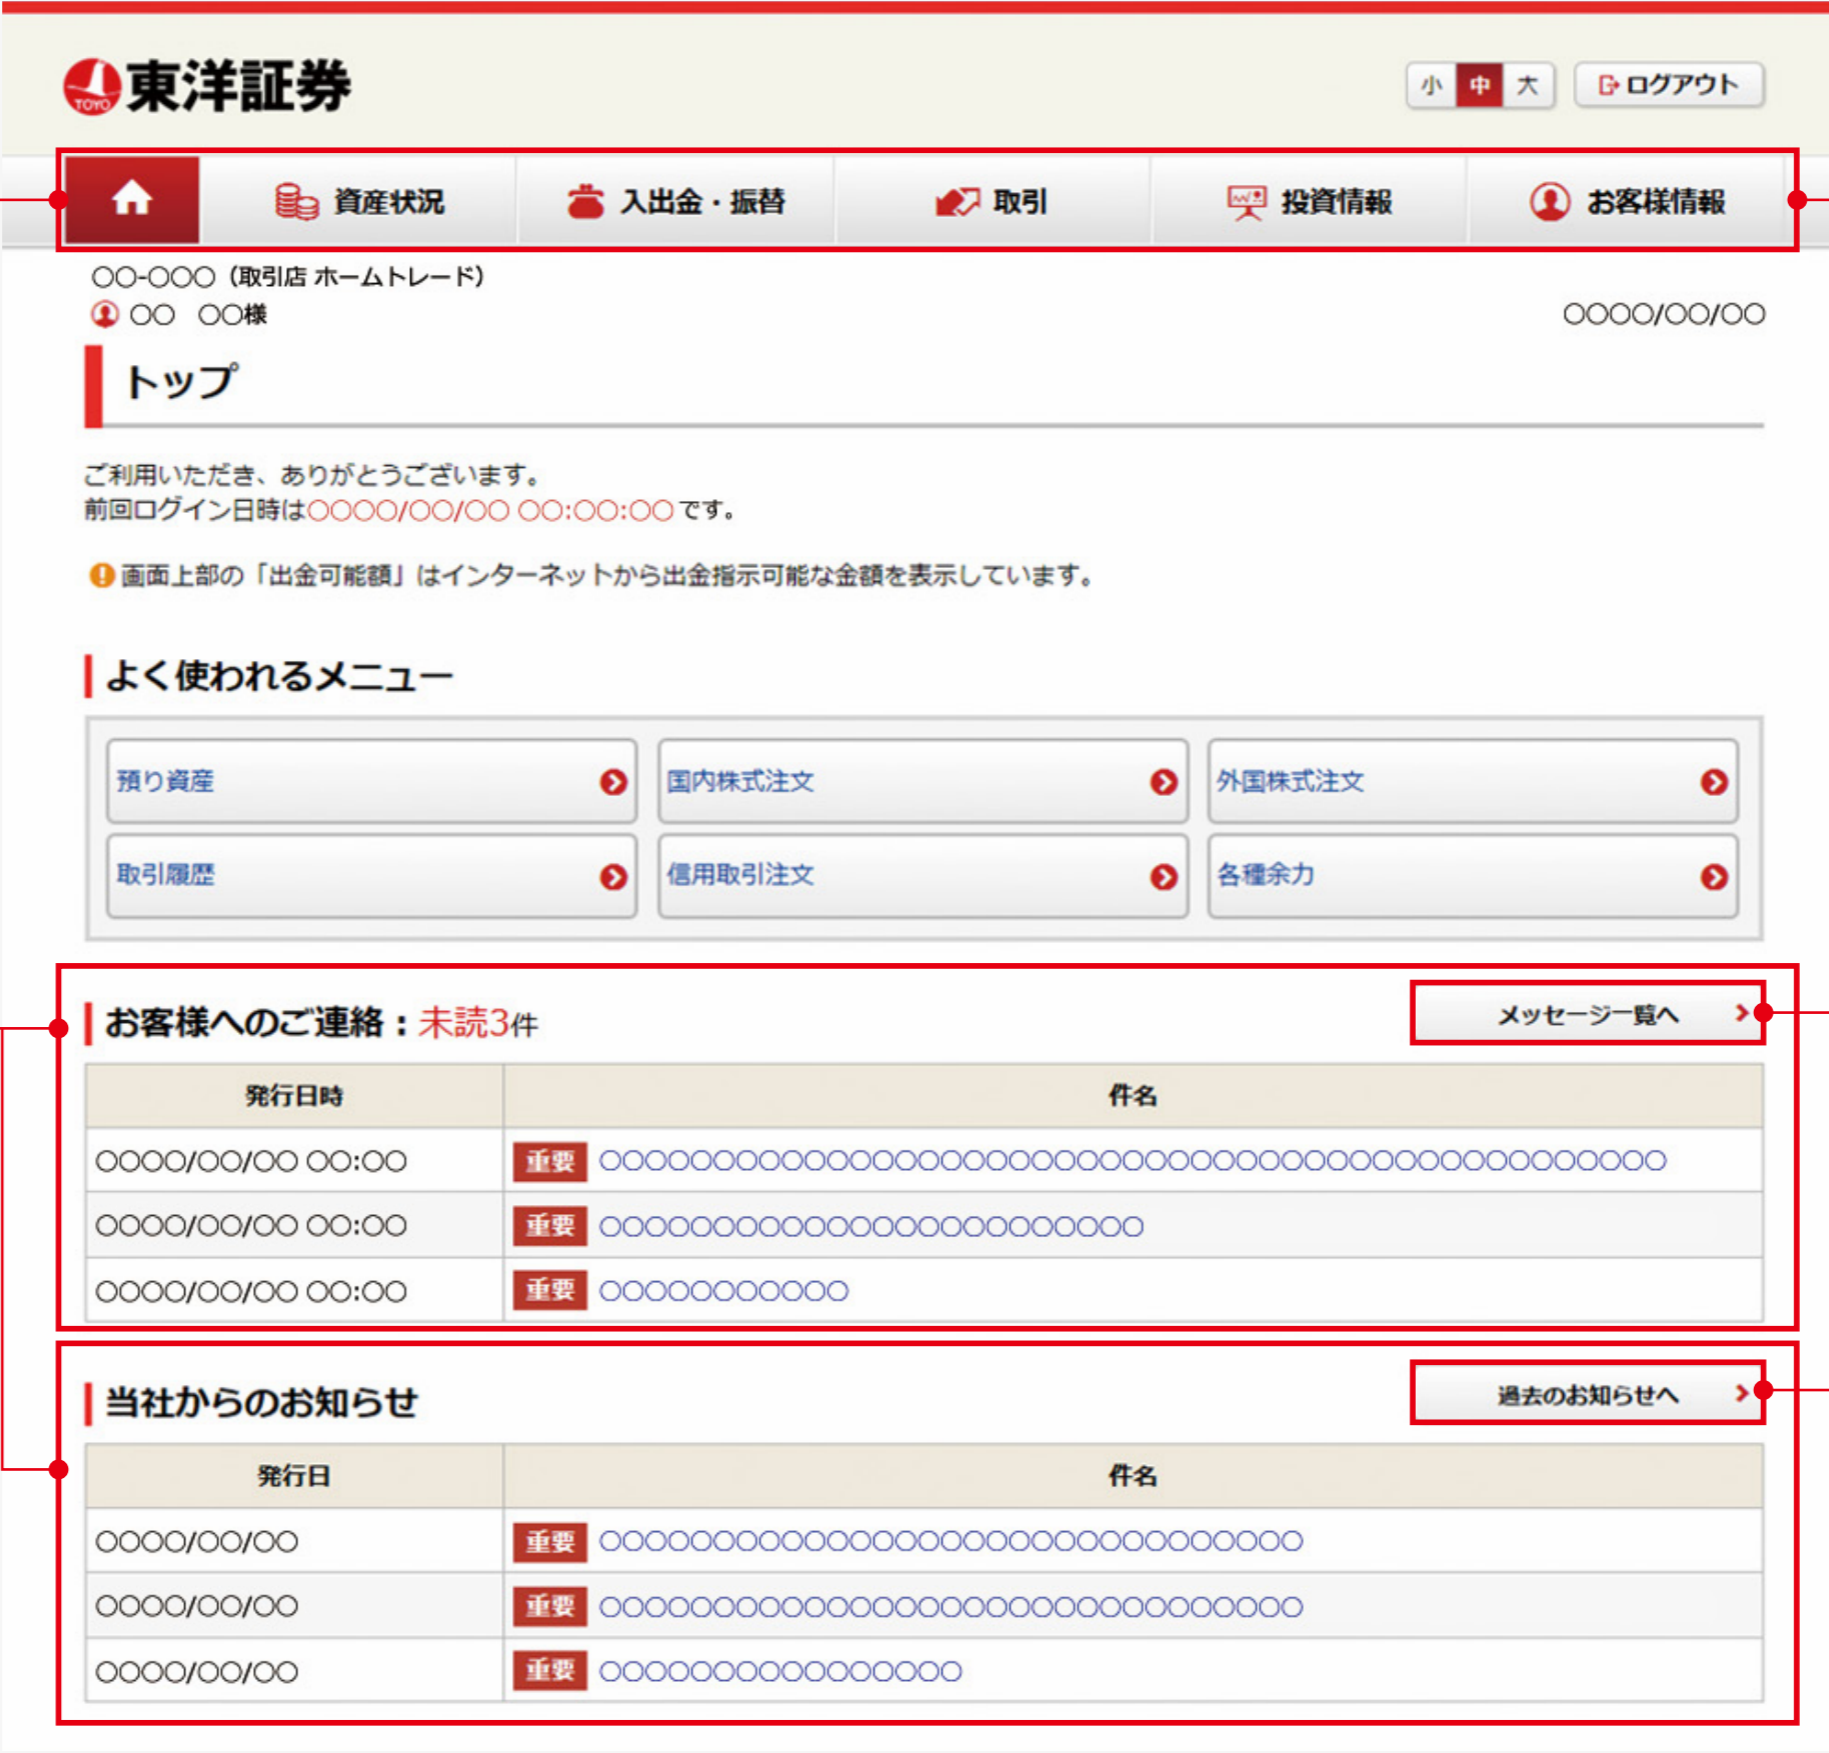 TOYO 東洋証券
小 中 大 ログアウト
資産状況 入出金・振替 取引 投資情報 お客様情報
〇〇-〇〇〇（取引店 ホームトレード）
〇〇 〇〇様
〇〇〇〇/〇〇/〇〇
トップ
ご利用いただき、ありがとうございます。
前回ログイン日時は〇〇〇〇/〇〇/〇〇 〇〇:〇〇:〇〇です。
画面上部の「出金可能額」はインターネットから出金指示可能な金額を表示しています。
よく使われるメニュー
預り資産 国内株式注文 外国株式注文
取引履歴 信用取引注文 各種余力
お客様へのご連絡：未読3件 メッセージ一覧へ
発行日時 件名
〇〇〇〇/〇〇/〇〇 〇〇:〇〇 重要 〇〇〇〇〇〇〇〇〇〇〇〇〇〇〇〇〇〇〇〇〇〇〇〇〇〇〇〇〇〇〇〇〇〇〇〇〇〇〇〇〇〇〇〇〇〇〇
〇〇〇〇/〇〇/〇〇 〇〇:〇〇 重要 〇〇〇〇〇〇〇〇〇〇〇〇〇〇〇〇〇〇〇〇〇〇〇〇
〇〇〇〇/〇〇/〇〇 〇〇:〇〇 重要 〇〇〇〇〇〇〇〇〇〇〇
当社からのお知らせ 過去のお知らせへ
発行日 件名
〇〇〇〇/〇〇/〇〇 重要 〇〇〇〇〇〇〇〇〇〇〇〇〇〇〇〇〇〇〇〇〇〇〇〇〇〇〇〇〇〇〇
〇〇〇〇/〇〇/〇〇 重要 〇〇〇〇〇〇〇〇〇〇〇〇〇〇〇〇〇〇〇〇〇〇〇〇〇〇〇〇〇〇〇
〇〇〇〇/〇〇/〇〇 重要 〇〇〇〇〇〇〇〇〇〇〇〇〇〇〇〇